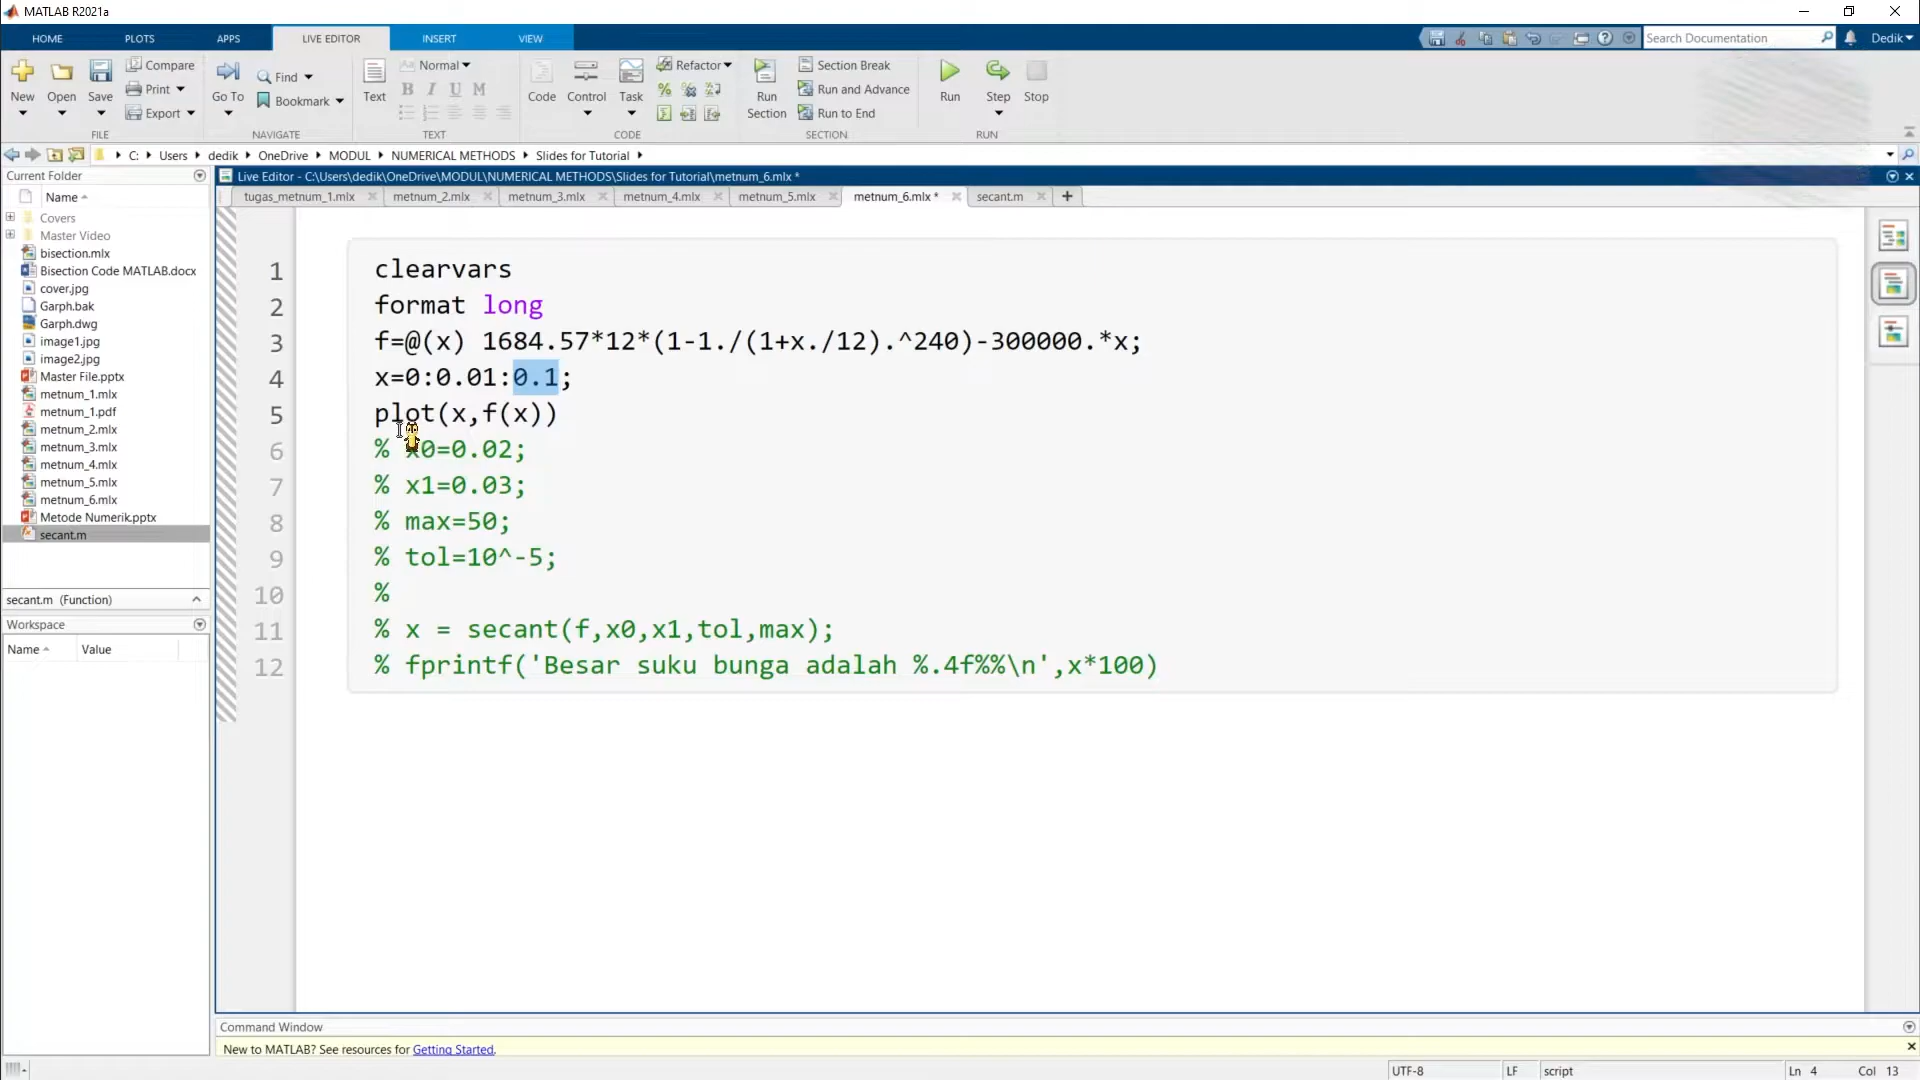 MATLAB R2021a
HOME PLOTS APPS LIVE EDITOR INSERT VIEW Search Documentation Dedik
New Open Save Compare Print Export
FILE
Go To Find Bookmark
NAVIGATE
Text Normal B I U M
TEXT
Code Control Task Refactor
CODE
Run Section Section Break Run and Advance Run to End
SECTION
Run Step Stop
RUN
C: Users dedik OneDrive MODUL NUMERICAL METHODS Slides for Tutorial
Current Folder
Name
Covers
Master Video
bisection.mlx
Bisection Code MATLAB.docx
cover.jpg
Garph.bak
Garph.dwg
image1.jpg
image2.jpg
Master File.pptx
metnum_1.mlx
metnum_1.pdf
metnum_2.mlx
metnum_3.mlx
metnum_4.mlx
metnum_5.mlx
metnum_6.mlx
Metode Numerik.pptx
secant.m
secant.m (Function)
Workspace
Name Value
Live Editor - C:\Users\dedik\OneDrive\MODUL\NUMERICAL METHODS\Slides for Tutorial\metnum_6.mlx *
tugas_metnum_1.mlx metnum_2.mlx metnum_3.mlx metnum_4.mlx metnum_5.mlx metnum_6.mlx * secant.m +
1 clearvars
2 format long
3 f=@(x) 1684.57*12*(1-1./(1+x./12).^240)-300000.*x;
4 x=0:0.01:0.1;
5 plot(x,f(x))
6 % x0=0.02;
7 % x1=0.03;
8 % max=50;
9 % tol=10^-5;
10 %
11 % x = secant(f,x0,x1,tol,max);
12 % fprintf('Besar suku bunga adalah %.4f%%\n',x*100)
Command Window
New to MATLAB? See resources for Getting Started.
UTF-8 LF script Ln 4 Col 13